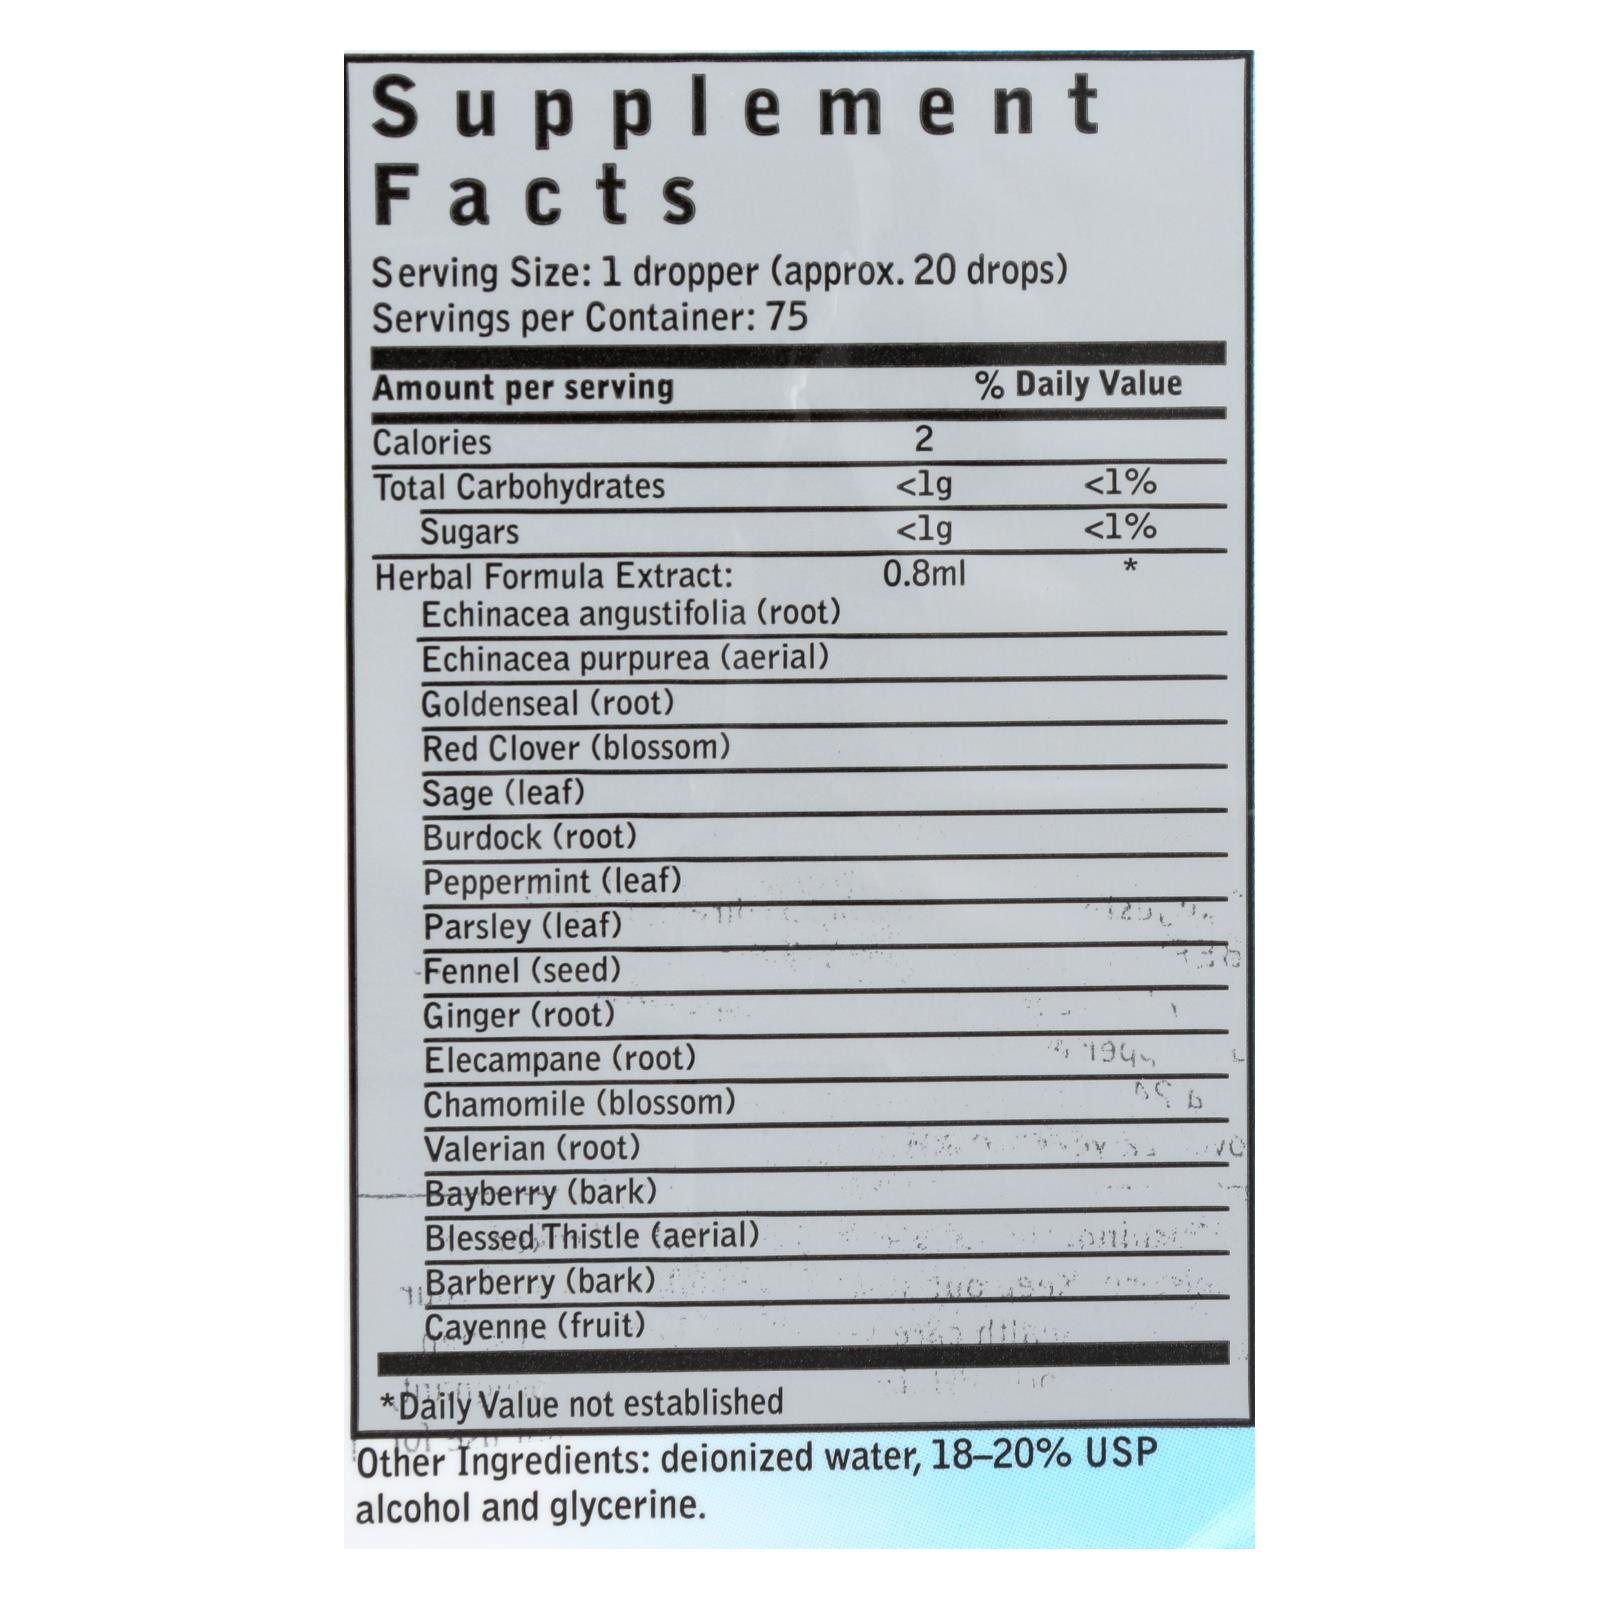 Supplement
Facts
Serving Size: 1 dropper (approx. 20 drops)
Servings per Container: 75
Amount per serving % Daily Value
Calories 2
Total Carbohydrates <1g <1%
Sugars <1g <1%
Herbal Formula Extract: 0.8ml *
Echinacea angustifolia (root)
Echinacea purpurea (aerial)
Goldenseal (root)
Red Clover (blossom)
Sage (leaf)
Burdock (root)
Peppermint (leaf)
Parsley (leaf)
Fennel (seed)
Ginger (root)
Elecampane (root)
Chamomile (blossom)
Valerian (root)
Bayberry (bark)
Blessed Thistle (aerial)
Barberry (bark)
Cayenne (fruit)
*Daily Value not established
Other Ingredients: deionized water, 18–20% USP
alcohol and glycerine.